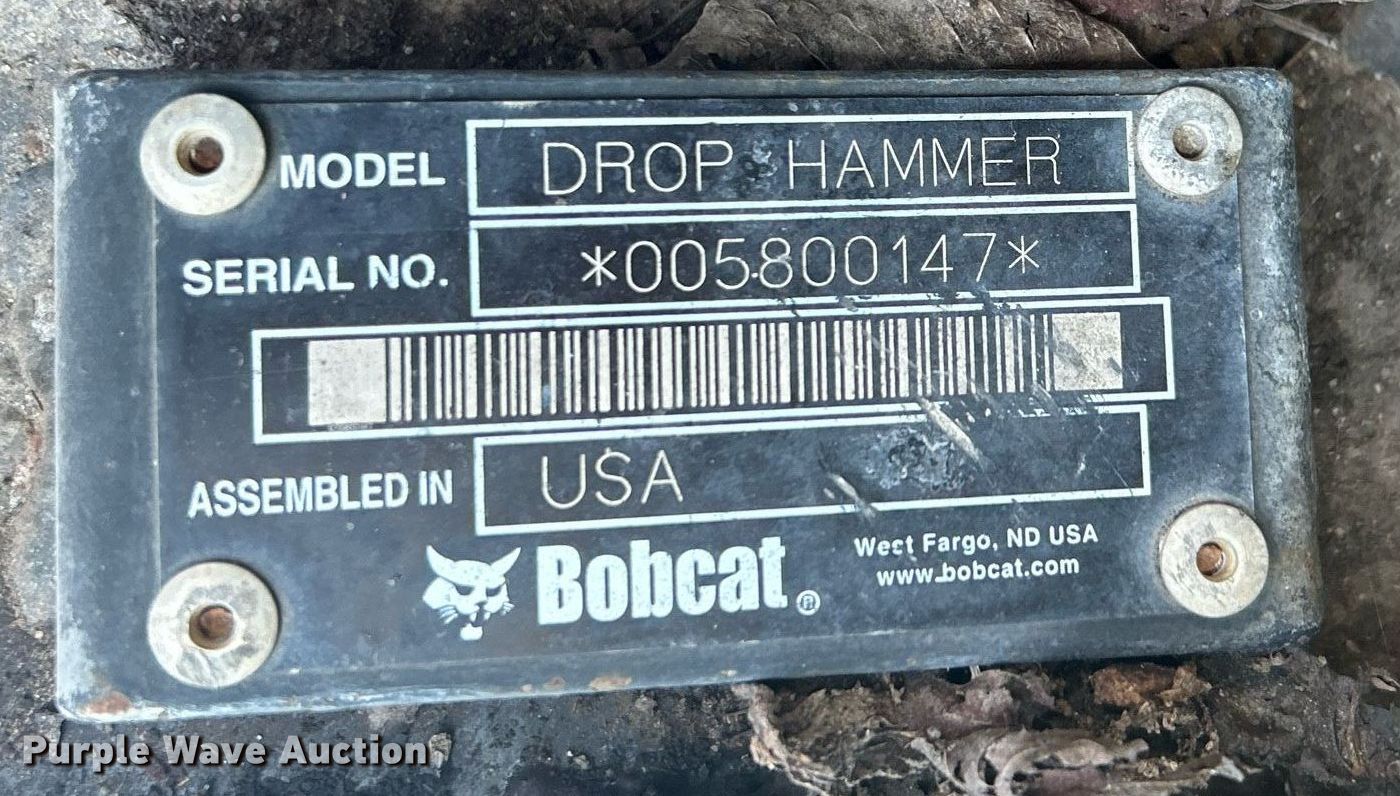 MODEL DROP HAMMER
SERIAL NO. *005800147*
ASSEMBLED IN USA
Bobcat®
West Fargo, ND USA
www.bobcat.com
Purple Wave Auction